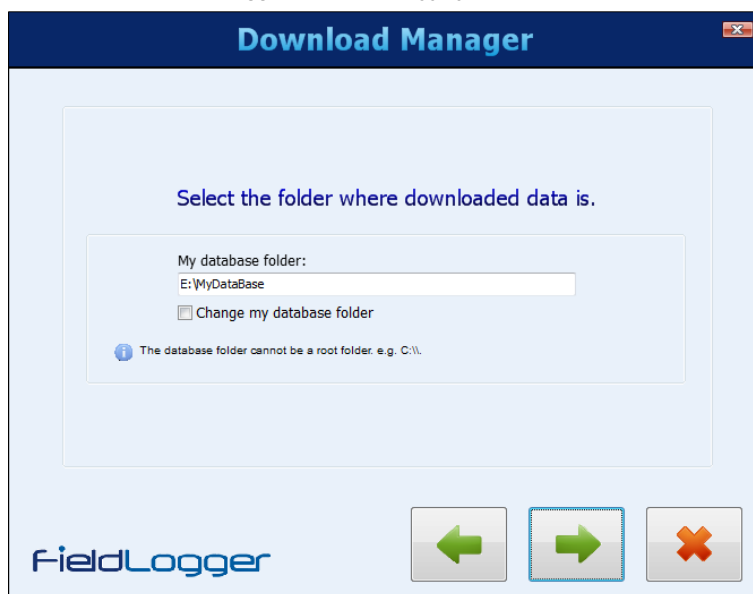 Download Manager
Select the folder where downloaded data is.
My database folder:
E:\MyDataBase
Change my database folder
The database folder cannot be a root folder. e.g. C:\\.
FieldLogger